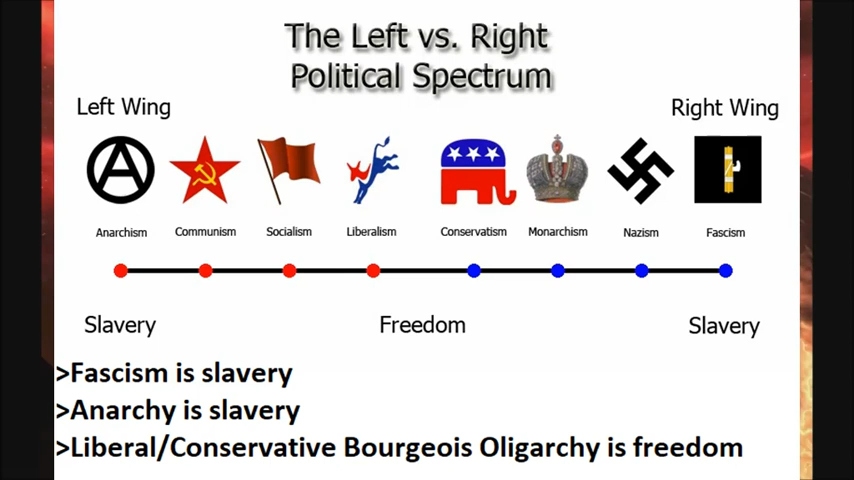 The Left vs. Right
Political Spectrum
Left Wing
Right Wing
Anarchism Communism Socialism Liberalism Conservatism Monarchism Nazism Fascism
Slavery Freedom Slavery
>Fascism is slavery
>Anarchy is slavery
>Liberal/Conservative Bourgeois Oligarchy is freedom